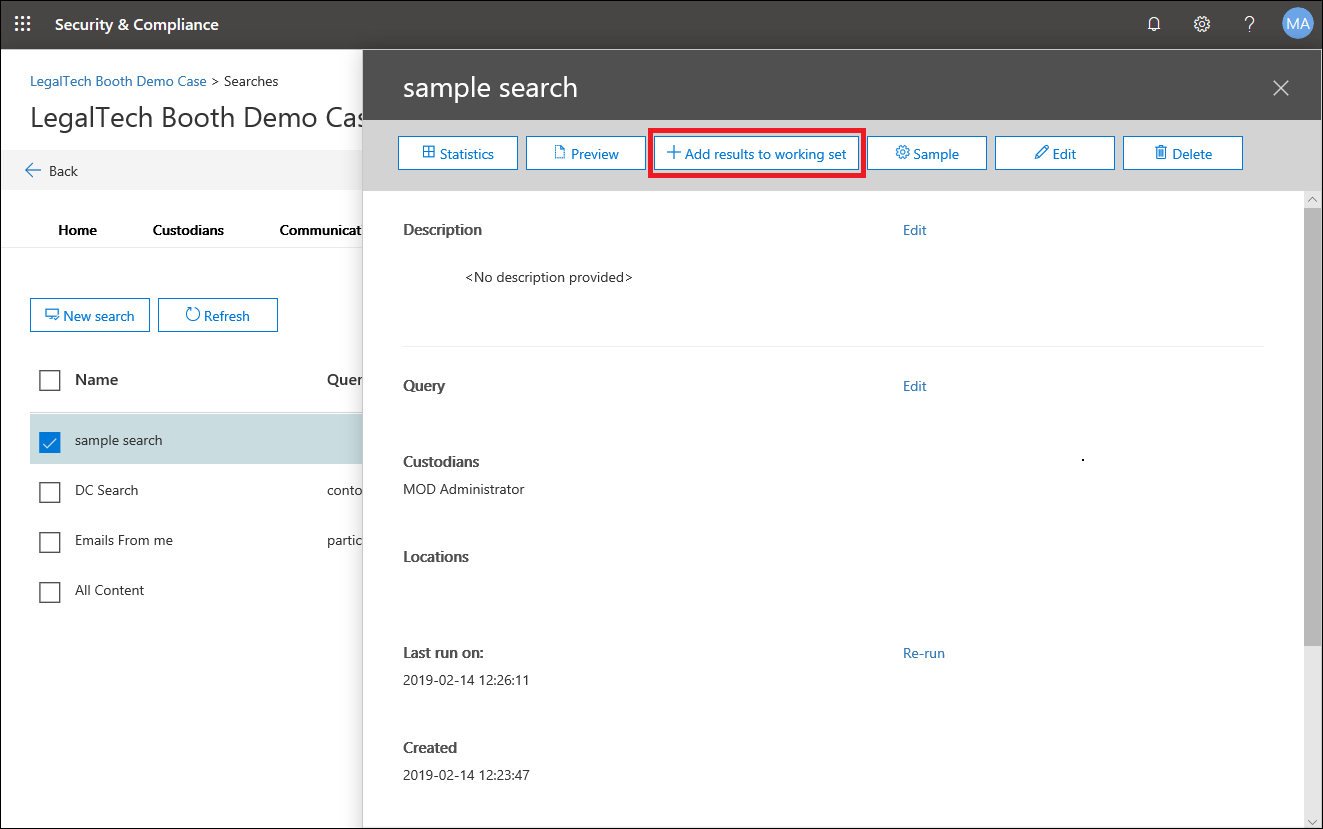 Security & Compliance
? MA
LegalTech Booth Demo Case > Searches
LegalTech Booth Demo Cas
Back
Home Custodians Communicat
New search Refresh
Name Quer
sample search
DC Search conto
Emails From me partic
All Content
sample search
Statistics Preview + Add results to working set Sample Edit Delete
Description Edit
<No description provided>
Query Edit
Custodians
MOD Administrator
Locations
Last run on: Re-run
2019-02-14 12:26:11
Created
2019-02-14 12:23:47